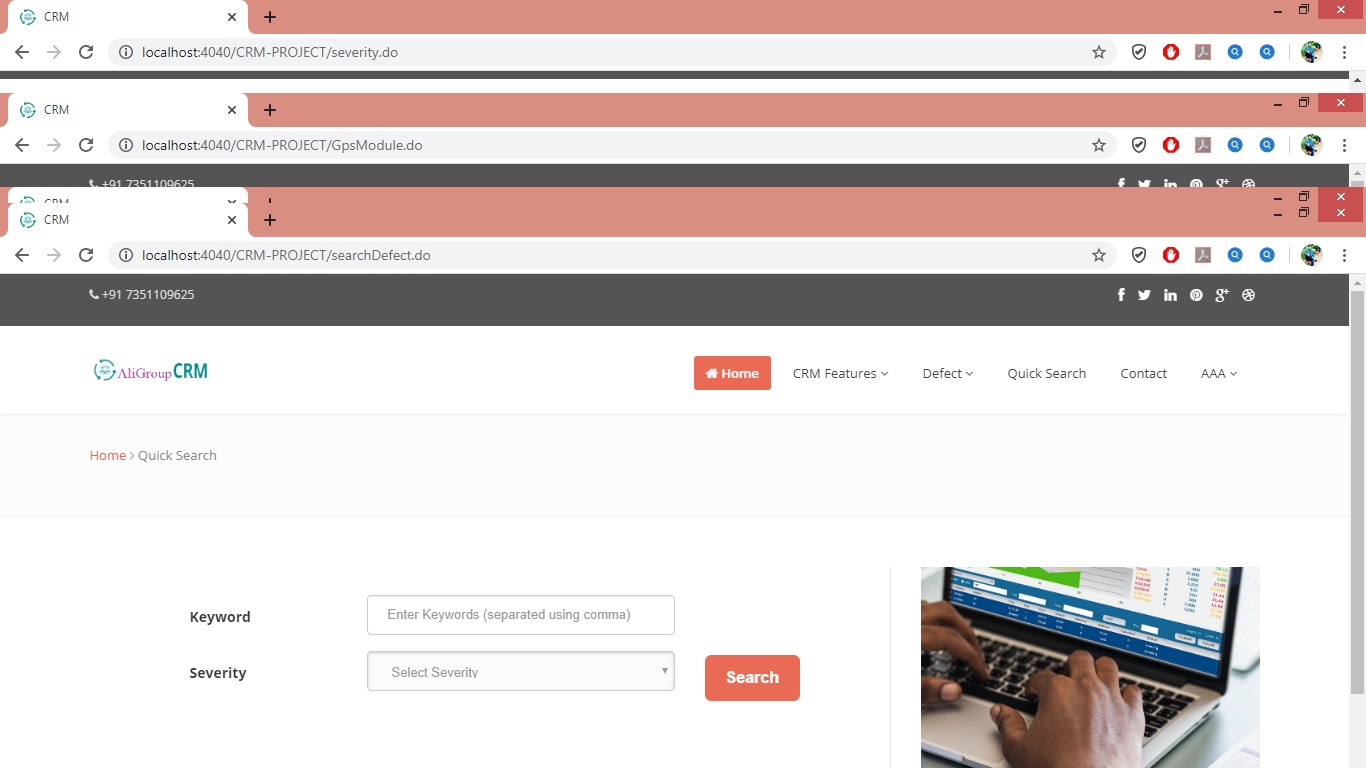 CRM
localhost:4040/CRM-PROJECT/severity.do
CRM
localhost:4040/CRM-PROJECT/GpsModule.do
+91 7351109625
CRM
CRM
localhost:4040/CRM-PROJECT/searchDefect.do
+91 7351109625
AliGroupCRM
Home
CRM Features
Defect
Quick Search
Contact
AAA
Home > Quick Search
Keyword
Enter Keywords (separated using comma)
Severity
Select Severity
Search